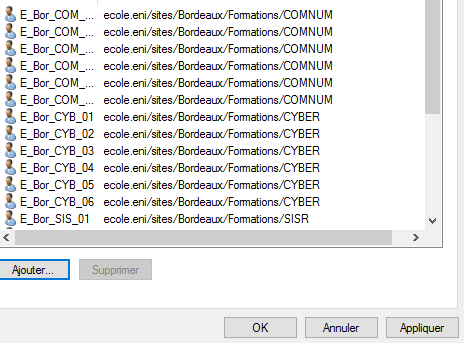 E_Bor_COM_... ecole.eni/sites/Bordeaux/Formations/COMNUM
E_Bor_COM_... ecole.eni/sites/Bordeaux/Formations/COMNUM
E_Bor_COM_... ecole.eni/sites/Bordeaux/Formations/COMNUM
E_Bor_COM_... ecole.eni/sites/Bordeaux/Formations/COMNUM
E_Bor_COM_... ecole.eni/sites/Bordeaux/Formations/COMNUM
E_Bor_COM_... ecole.eni/sites/Bordeaux/Formations/COMNUM
E_Bor_CYB_01 ecole.eni/sites/Bordeaux/Formations/CYBER
E_Bor_CYB_02 ecole.eni/sites/Bordeaux/Formations/CYBER
E_Bor_CYB_03 ecole.eni/sites/Bordeaux/Formations/CYBER
E_Bor_CYB_04 ecole.eni/sites/Bordeaux/Formations/CYBER
E_Bor_CYB_05 ecole.eni/sites/Bordeaux/Formations/CYBER
E_Bor_CYB_06 ecole.eni/sites/Bordeaux/Formations/CYBER
E_Bor_SIS_01 ecole.eni/sites/Bordeaux/Formations/SISR
Ajouter... Supprimer
OK Annuler Appliquer